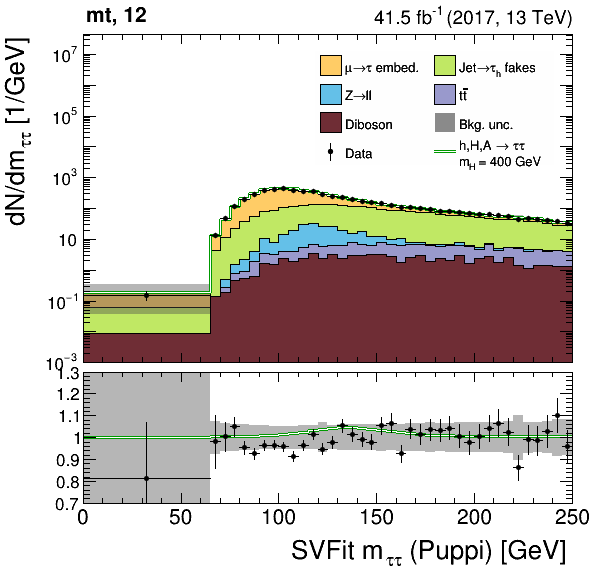 mt, 12
41.5 fb⁻¹ (2017, 13 TeV)
dN/dm_ττ [1/GeV]
10⁷
10⁵
10³
10
10⁻¹
10⁻³
μ→τ embed.
Jet→τ_h fakes
Z→ll
tt̄
Diboson
Bkg. unc.
Data
h,H,A → ττ
m_H = 400 GeV
1.3
1.2
1.1
1
0.9
0.8
0.7
0 50 100 150 200 250
SVFit m_ττ (Puppi) [GeV]